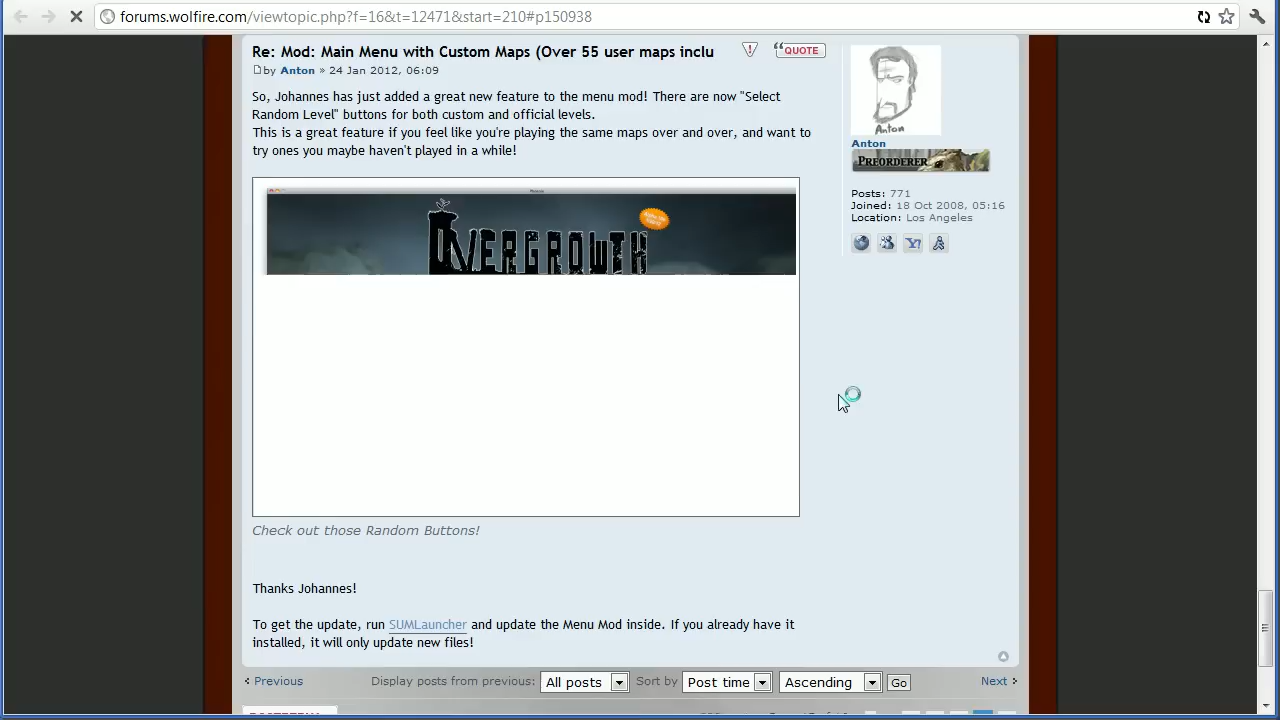 forums.wolfire.com/viewtopic.php?f=16&t=12471&start=210#p150938
Re: Mod: Main Menu with Custom Maps (Over 55 user maps inclu
QUOTE
by Anton » 24 Jan 2012, 06:09
So, Johannes has just added a great new feature to the menu mod! There are now "Select
Random Level" buttons for both custom and official levels.
This is a great feature if you feel like you're playing the same maps over and over, and want to
try ones you maybe haven't played in a while!
OVERGROWTH
Check out those Random Buttons!
Thanks Johannes!
To get the update, run SUMLauncher and update the Menu Mod inside. If you already have it
installed, it will only update new files!
Anton
Anton
PREORDERER
Posts: 771
Joined: 18 Oct 2008, 05:16
Location: Los Angeles
Previous
Display posts from previous: All posts Sort by Post time Ascending Go
Next